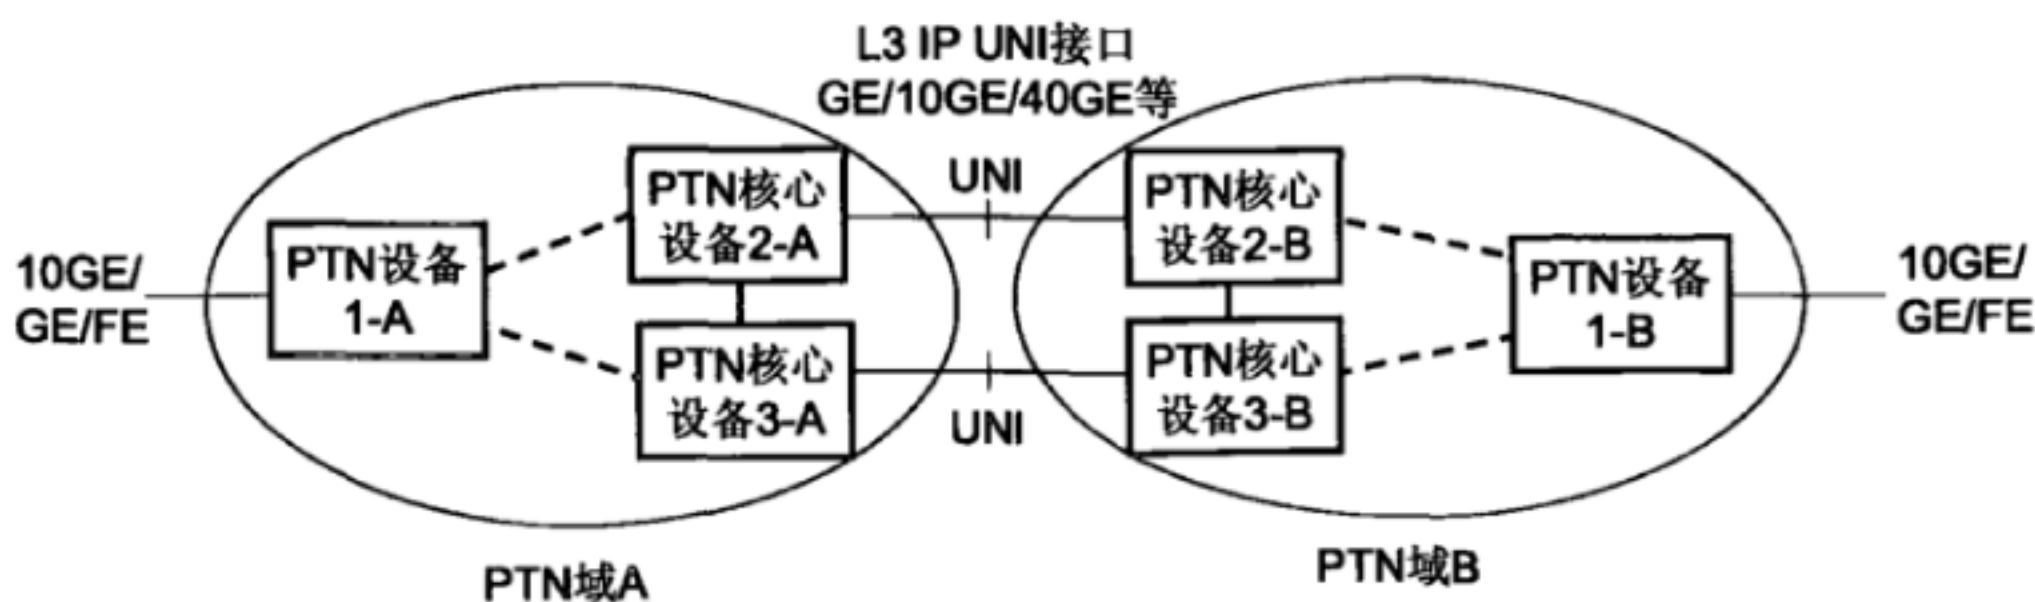 L3 IP UNI接口
GE/10GE/40GE等
UNI
PTN核心
设备2-A
PTN核心
设备2-B
10GE/
GE/FE
PTN设备
1-A
PTN设备
1-B
10GE/
GE/FE
PTN核心
设备3-A
PTN核心
设备3-B
UNI
PTN域A
PTN域B